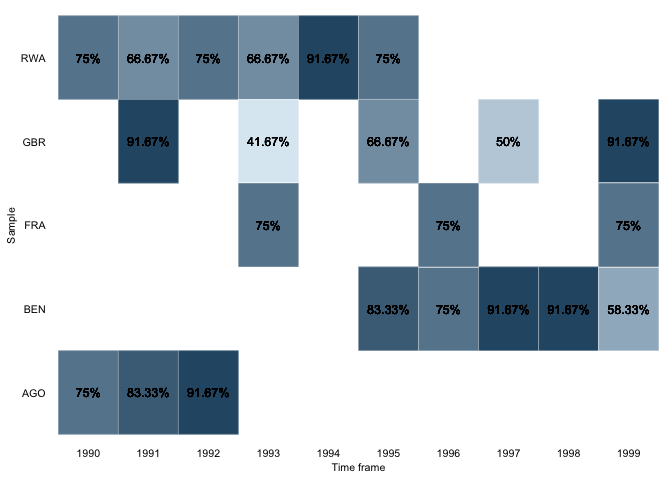 RWA 75% 66.67% 75% 66.67% 91.67% 75%
GBR 91.67% 41.67% 66.67% 50% 91.67%
Sample
FRA 75% 75% 75%
BEN 83.33% 75% 91.67% 91.67% 58.33%
AGO 75% 83.33% 91.67%
1990 1991 1992 1993 1994 1995 1996 1997 1998 1999
Time frame